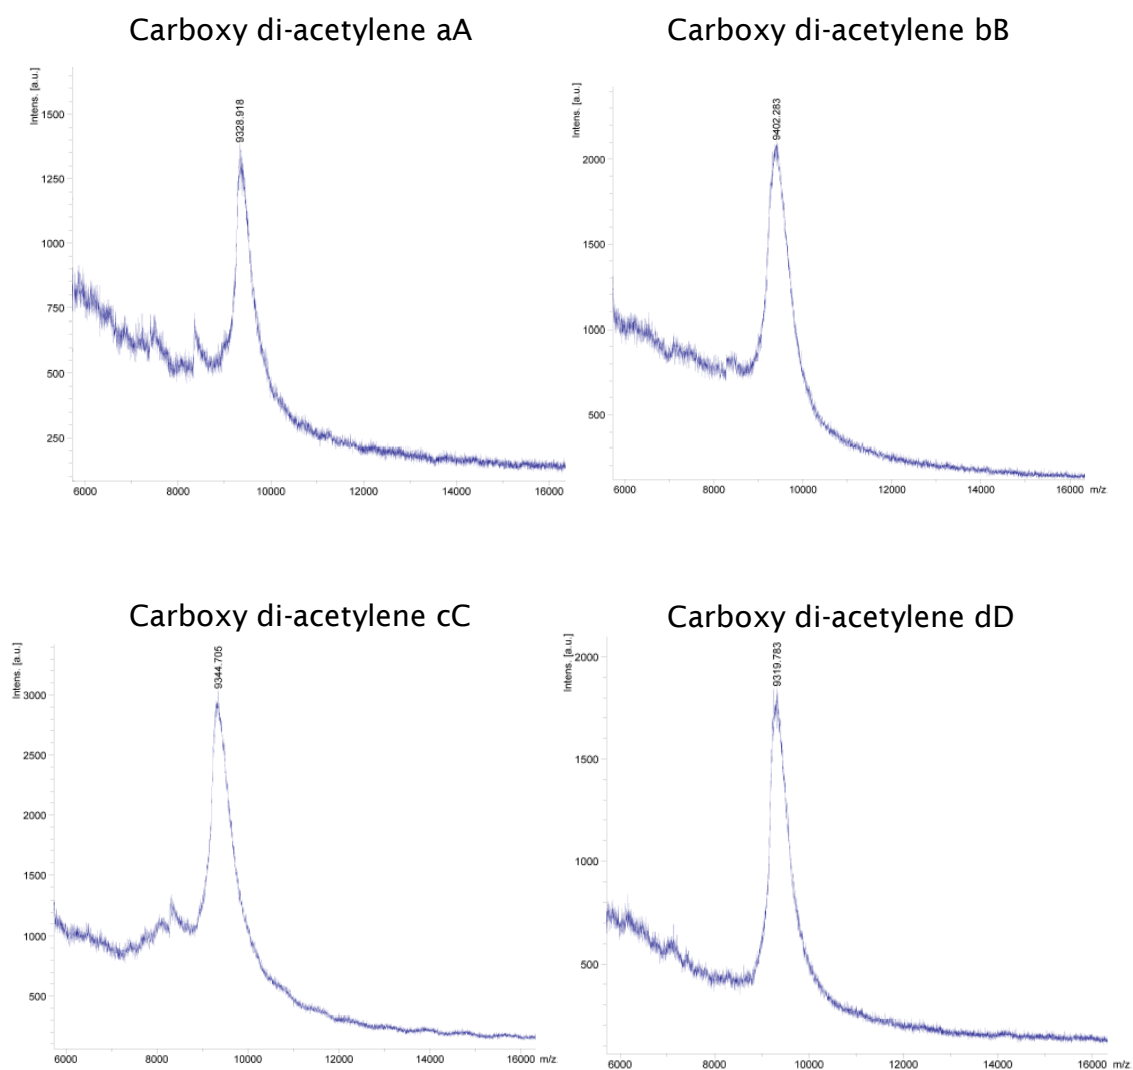 Carboxy di-acetylene aA
Intens. [a.u.]
9328.918
1500
1250
1000
750
500
250
6000 8000 10000 12000 14000 16000
Carboxy di-acetylene bB
Intens. [a.u.]
9402.283
2000
1500
1000
500
6000 8000 10000 12000 14000 16000 m/z
Carboxy di-acetylene cC
Intens. [a.u.]
9344.705
3000
2500
2000
1500
1000
500
6000 8000 10000 12000 14000 16000 m/z
Carboxy di-acetylene dD
Intens. [a.u.]
9319.783
2000
1500
1000
500
6000 8000 10000 12000 14000 16000 m/z